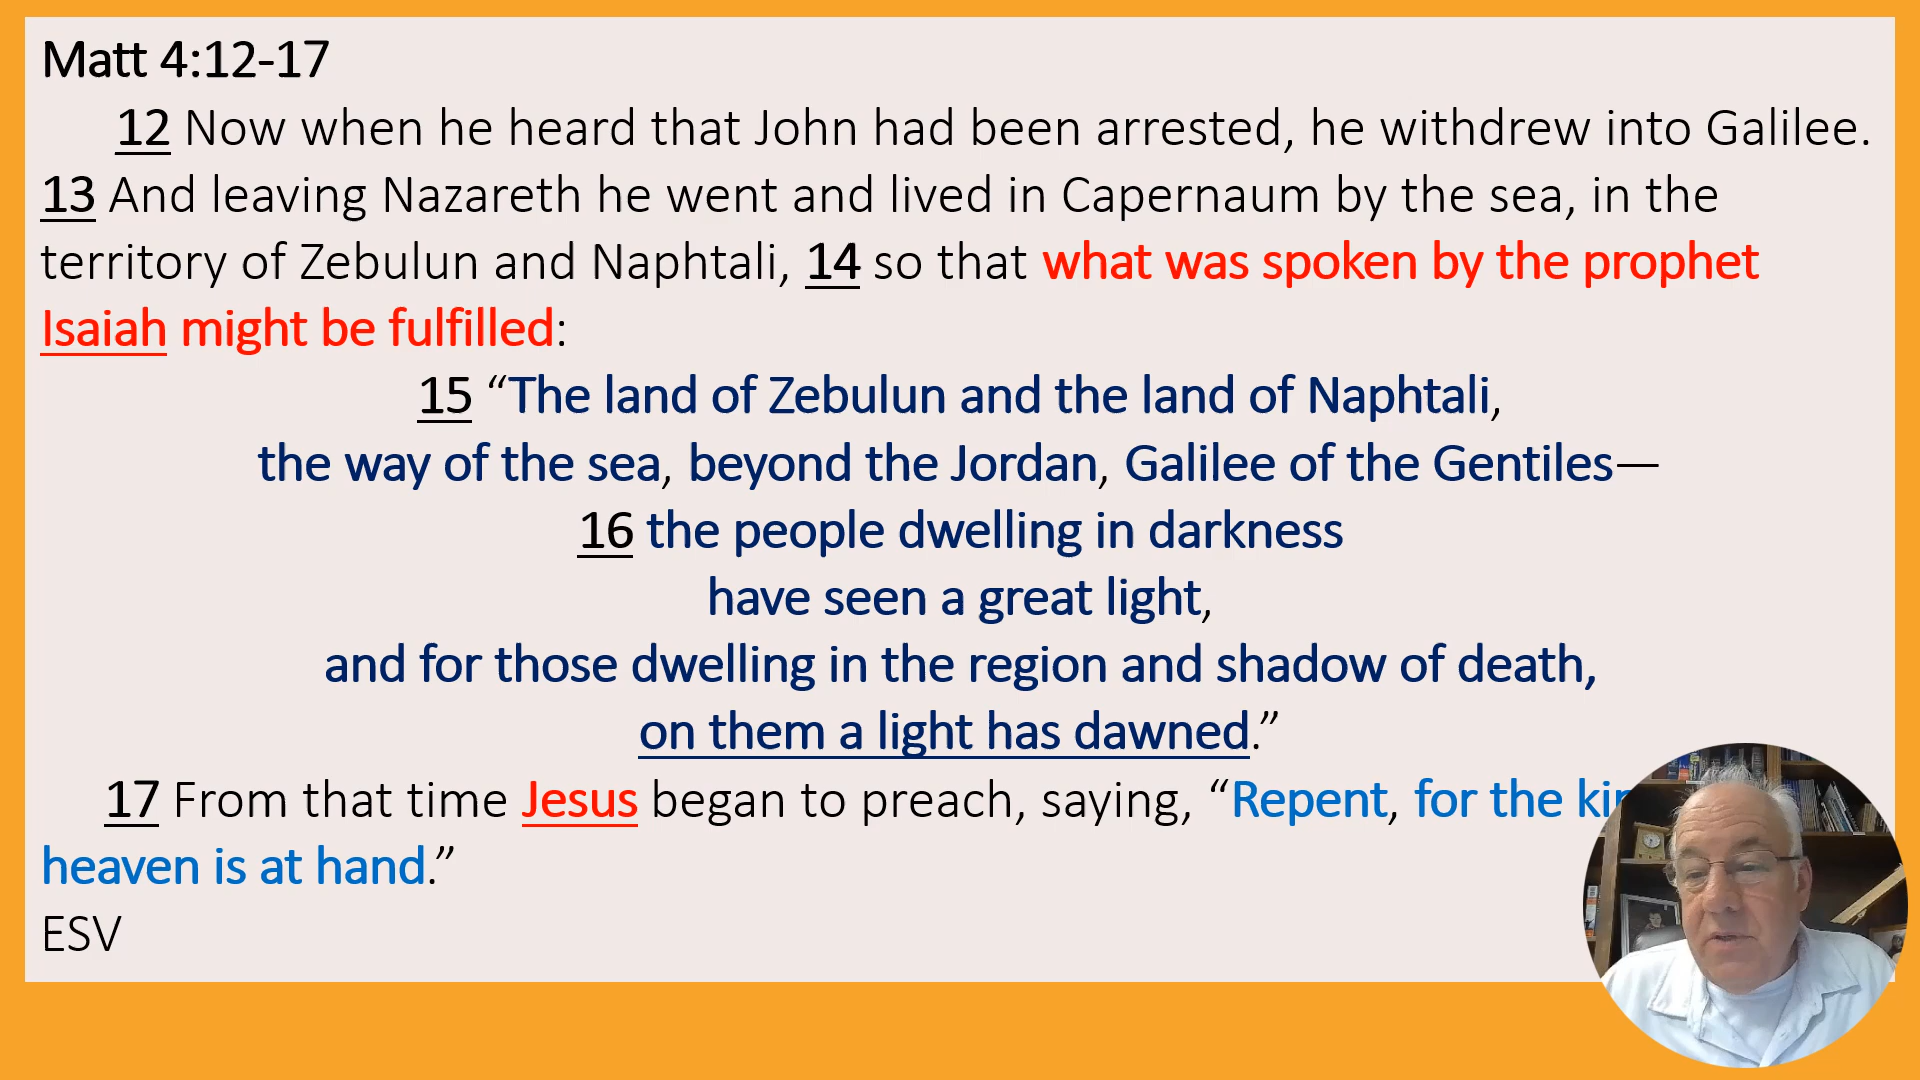 Matt 4:12-17
12 Now when he heard that John had been arrested, he withdrew into Galilee.
13 And leaving Nazareth he went and lived in Capernaum by the sea, in the
territory of Zebulun and Naphtali, 14 so that what was spoken by the prophet
Isaiah might be fulfilled:
15 “The land of Zebulun and the land of Naphtali,
the way of the sea, beyond the Jordan, Galilee of the Gentiles—
16 the people dwelling in darkness
have seen a great light,
and for those dwelling in the region and shadow of death,
on them a light has dawned.”
17 From that time Jesus began to preach, saying, “Repent, for the
heaven is at hand.”
ESV